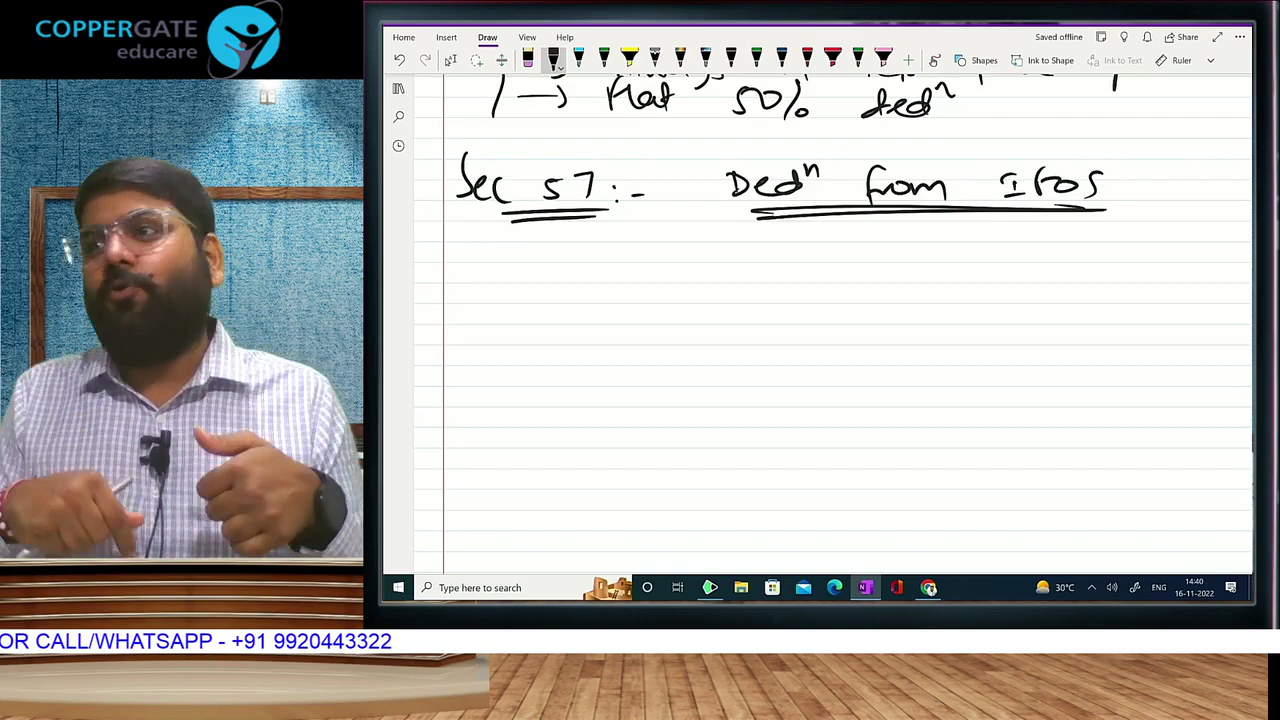 COPPERGATE
educare
Home Insert Draw View Help
Saved offline Share
Shapes Ink to Shape Ink to Text Ruler
Flat 50% dedn
Sec 57:- Dedn from IFOS
Type here to search
30°C ENG 14:40
16-11-2022
OR CALL/WHATSAPP - +91 9920443322